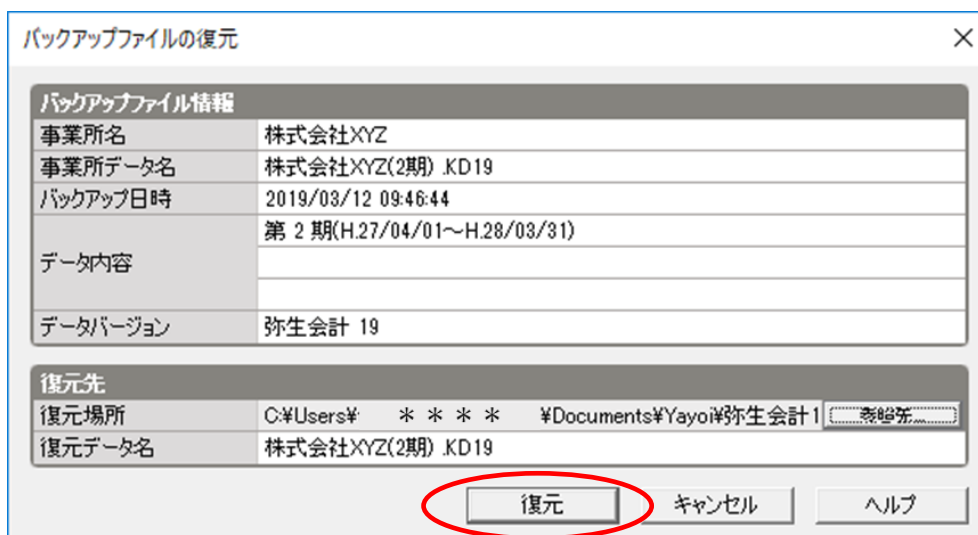 バックアップファイルの復元
バックアップファイル情報
事業所名 株式会社XYZ
事業所データ名 株式会社XYZ(2期) .KD19
バックアップ日時 2019/03/12 09:46:44
第 2 期(H.27/04/01～H.28/03/31)
データ内容
データバージョン 弥生会計 19
復元先
復元場所 C:¥Users¥ ＊＊＊＊ ¥Documents¥Yayoi¥弥生会計1
復元データ名 株式会社XYZ(2期) .KD19
復元 キャンセル ヘルプ